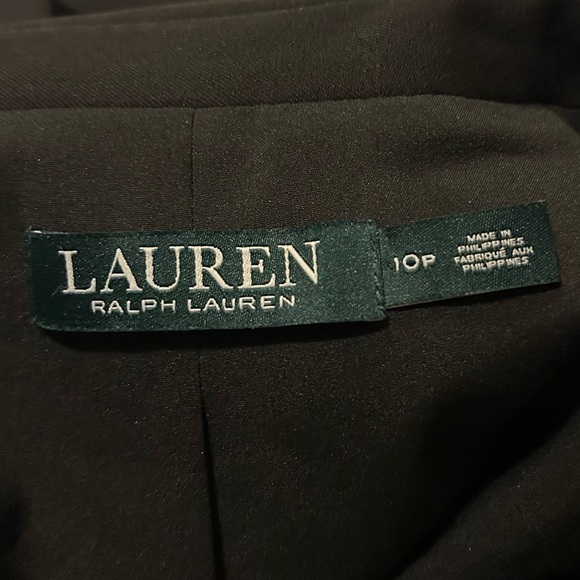 LAUREN
RALPH LAUREN
10P
MADE IN
PHILIPPINES
FABRIQUÉ AUX
PHILIPPINES